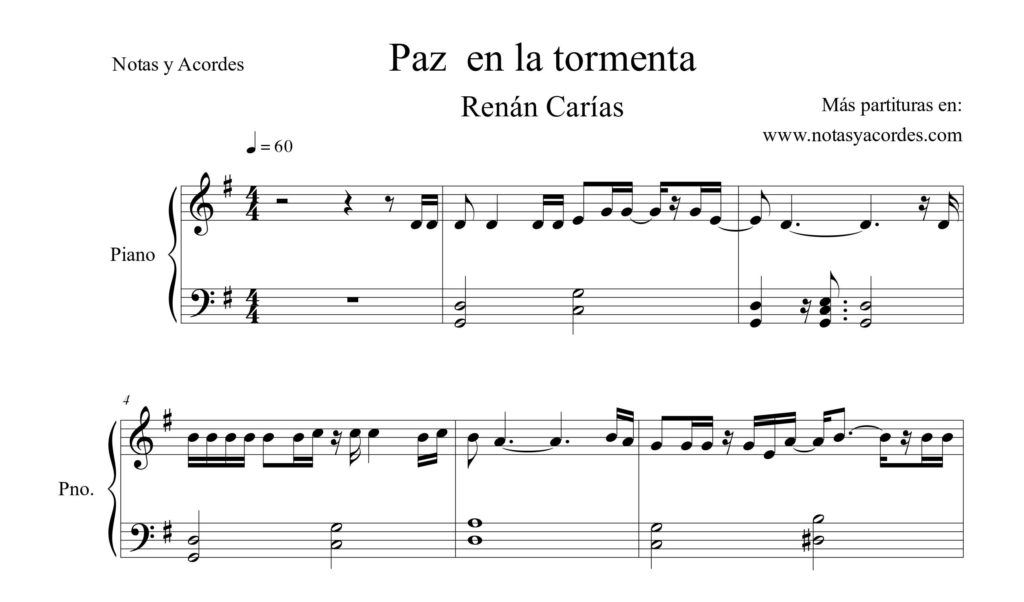 Paz en la tormenta
Notas y Acordes
Renán Carías
Más partituras en:
www.notasyacordes.com
♩ = 60
Piano
4
Pno.